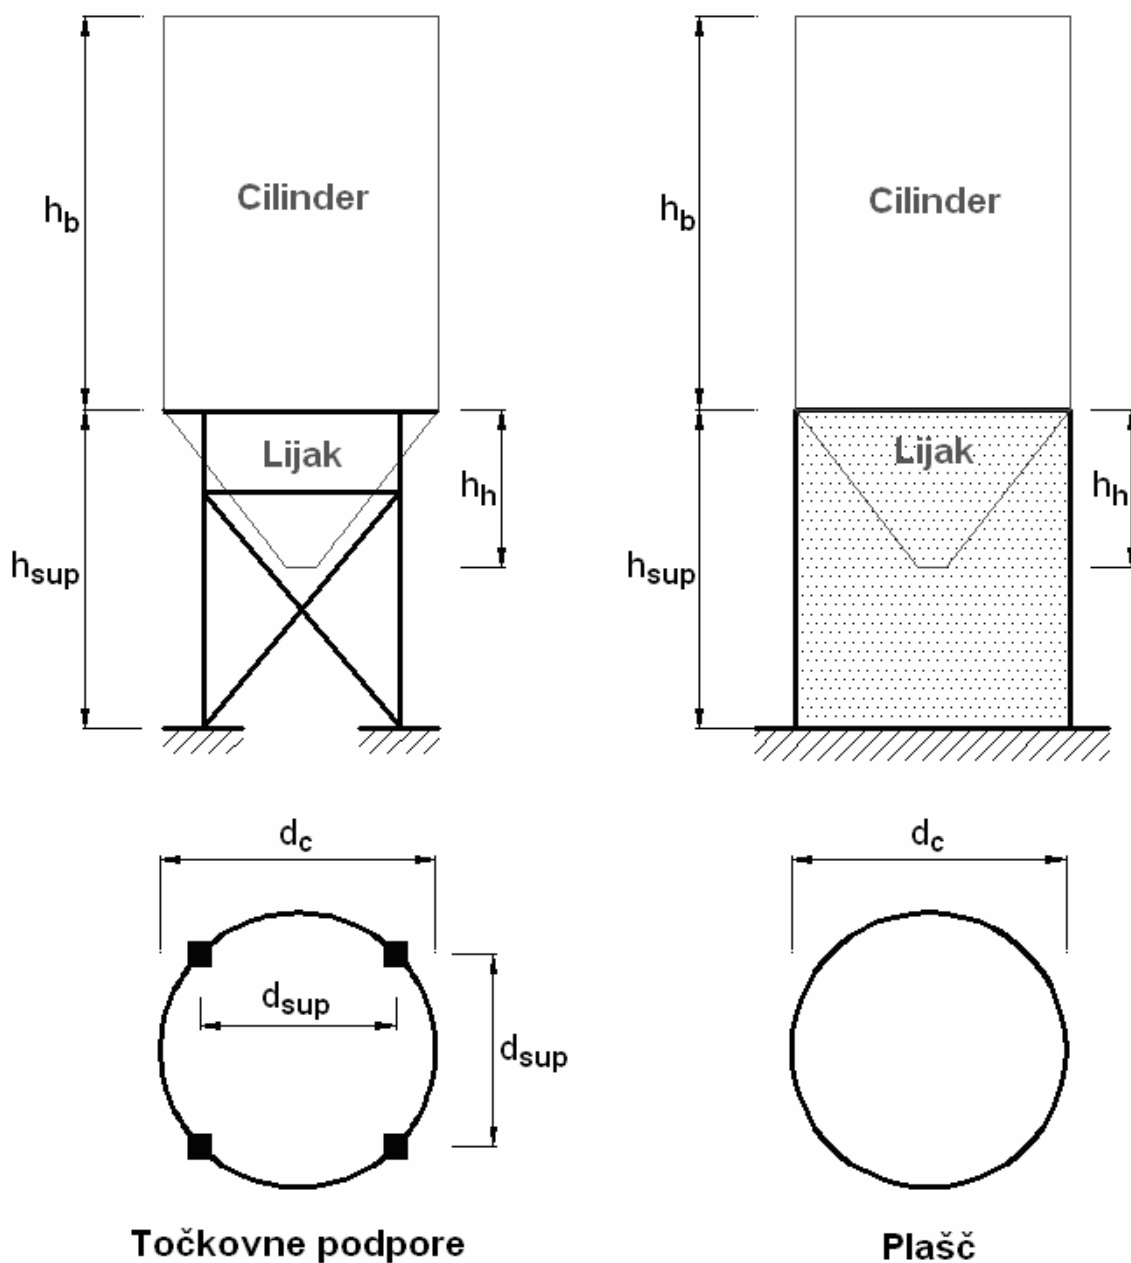 Cilinder
h_b
Lijak
h_h
h_sup
Cilinder
h_b
Lijak
h_h
h_sup
d_c
d_sup
d_sup
d_c
Točkovne podpore
Plašč